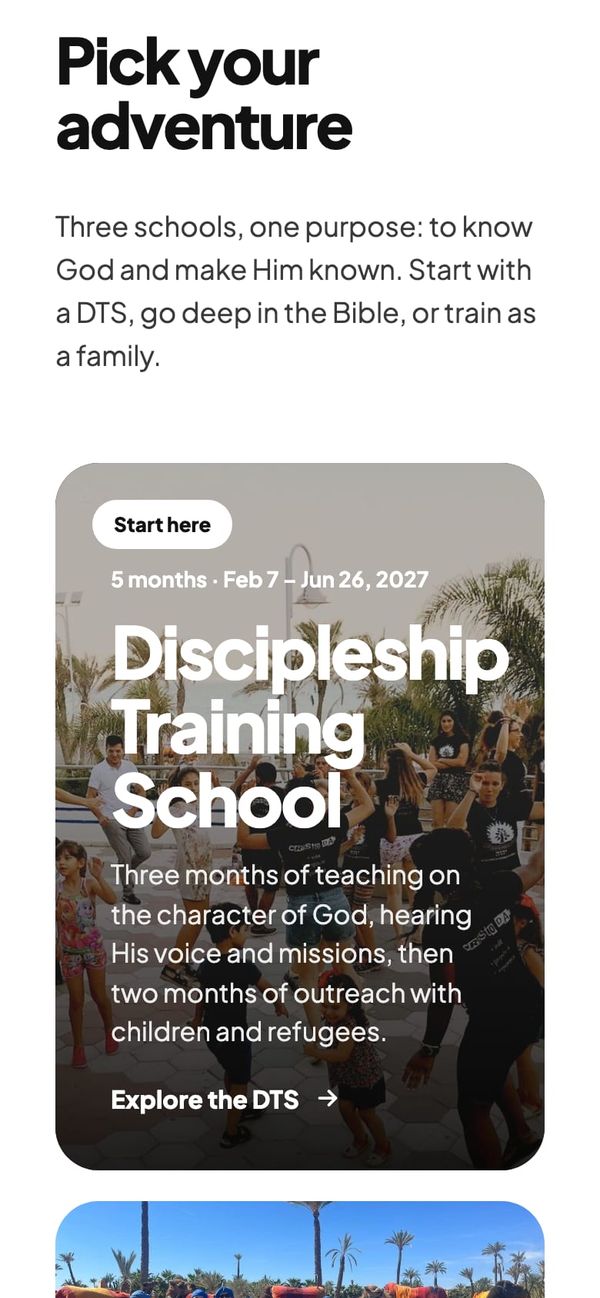 Pick your
adventure
Three schools, one purpose: to know
God and make Him known. Start with
a DTS, go deep in the Bible, or train as
a family.
Start here
5 months · Feb 7 – Jun 26, 2027
Discipleship
Training
School
Three months of teaching on
the character of God, hearing
His voice and missions, then
two months of outreach with
children and refugees.
Explore the DTS →